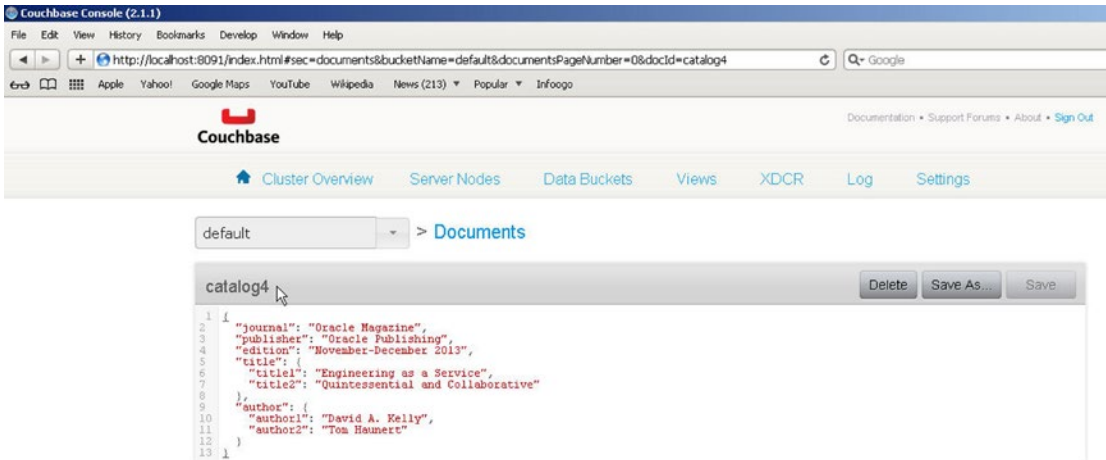 Couchbase Console (2.1.1)
File Edit View History Bookmarks Develop Window Help
http://localhost:8091/index.html#sec=documents&bucketName=default&documentsPageNumber=0&docId=catalog4 Google
Apple Yahoo! Google Maps YouTube Wikipedia News (213) Popular Infoogo
Couchbase
Documentation • Support Forums • About • Sign Out
Cluster Overview Server Nodes Data Buckets Views XDCR Log Settings
default > Documents
catalog4 Delete Save As... Save
1 {
2 "journal": "Oracle Magazine",
3 "publisher": "Oracle Publishing",
4 "edition": "November-December 2013",
5 "title": {
6 "title1": "Engineering as a Service",
7 "title2": "Quintessential and Collaborative"
8 },
9 "author": {
10 "author1": "David A. Kelly",
11 "author2": "Tom Haunert"
12 }
13 }